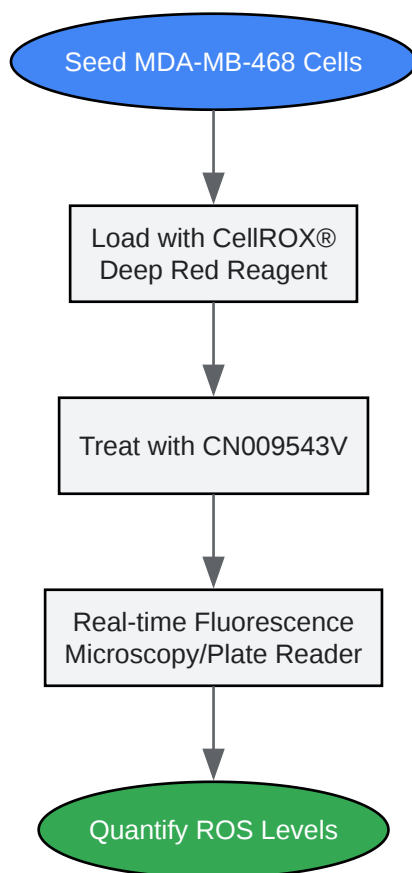 Seed MDA-MB-468 Cells
Load with CellROX®
Deep Red Reagent
Treat with CN009543V
Real-time Fluorescence
Microscopy/Plate Reader
Quantify ROS Levels